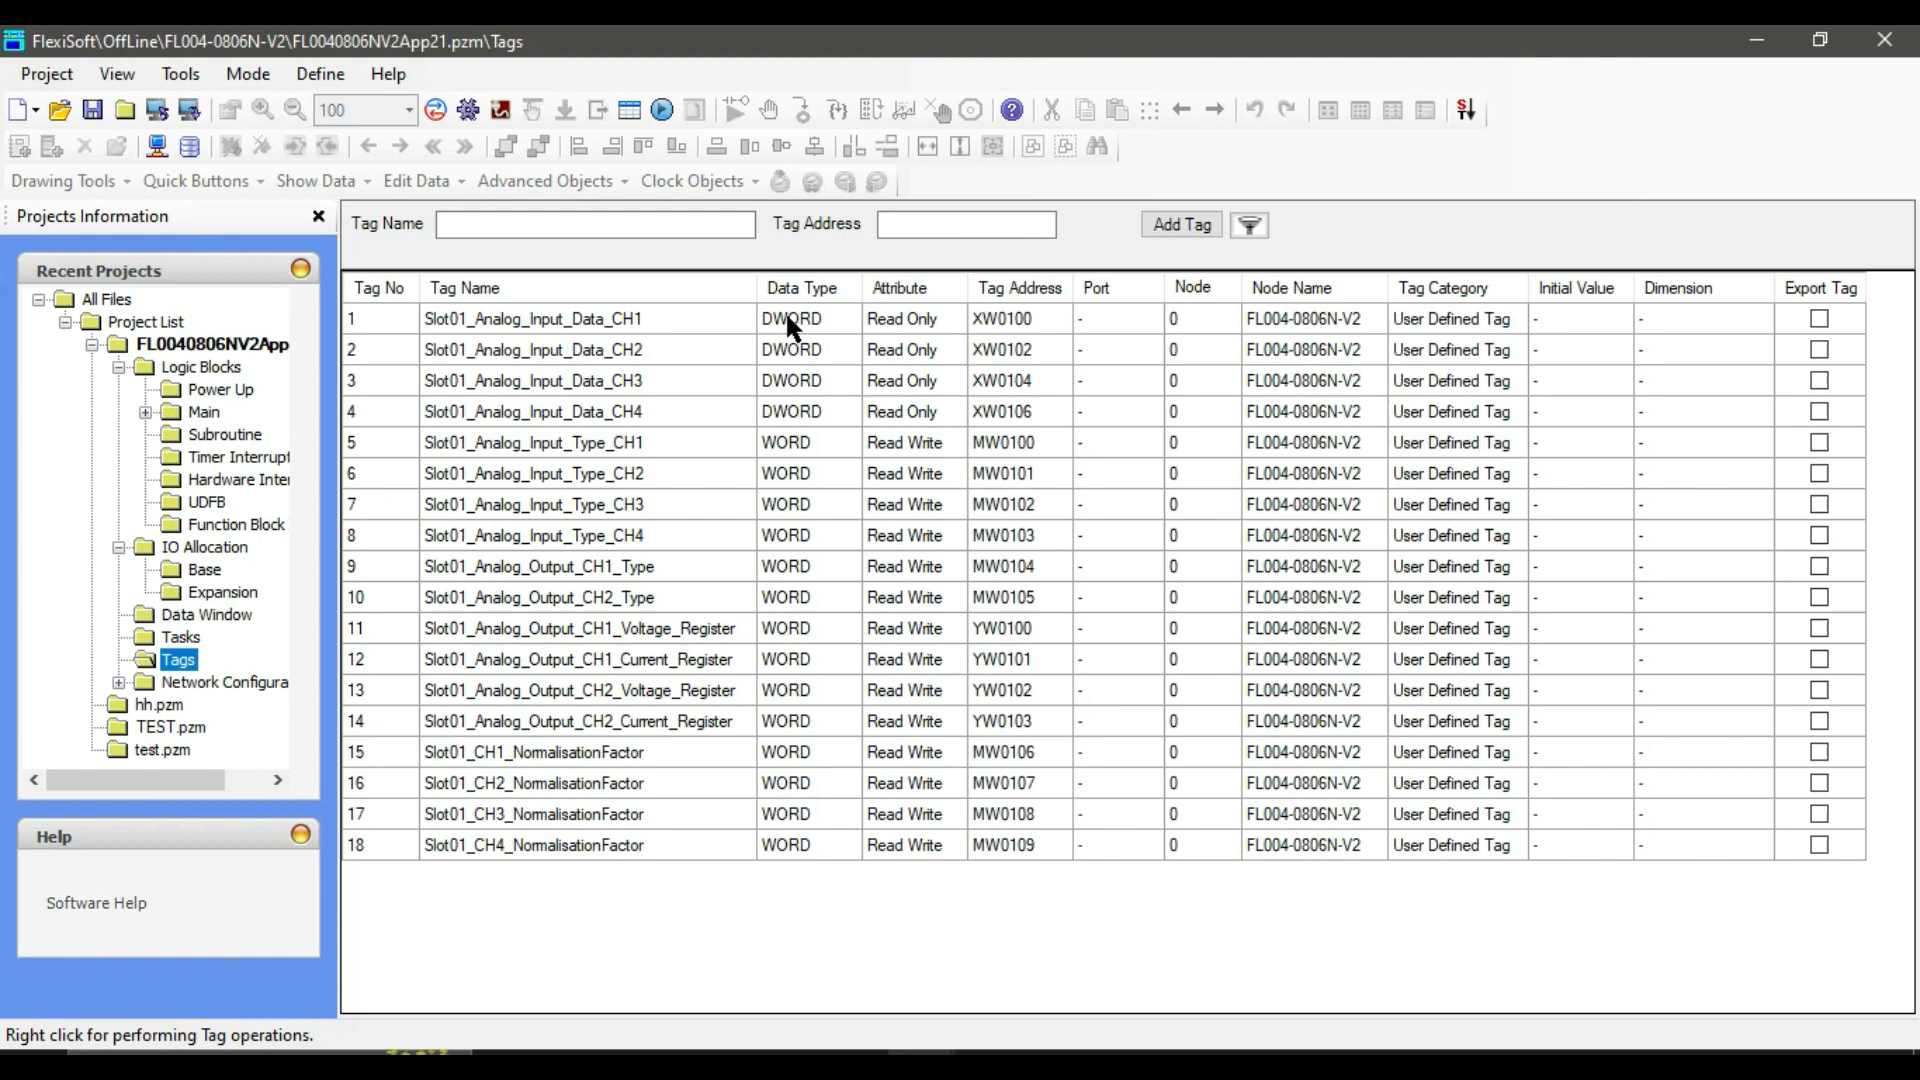 FlexiSoft\OffLine\FL004-0806N-V2\FL0040806NV2App21.pzm\Tags
Project View Tools Mode Define Help
100
Drawing Tools Quick Buttons Show Data Edit Data Advanced Objects Clock Objects
Projects Information
Tag Name Tag Address Add Tag
Recent Projects
All Files
Project List
FL0040806NV2App
Logic Blocks
Power Up
Main
Subroutine
Timer Interrupt
Hardware Inter
UDFB
Function Block
IO Allocation
Base
Expansion
Data Window
Tasks
Tags
Network Configura
hh.pzm
TEST.pzm
test.pzm
Help
Software Help
Tag No Tag Name Data Type Attribute Tag Address Port Node Node Name Tag Category Initial Value Dimension Export Tag
1 Slot01_Analog_Input_Data_CH1 DWORD Read Only XW0100 - 0 FL004-0806N-V2 User Defined Tag - -
2 Slot01_Analog_Input_Data_CH2 DWORD Read Only XW0102 - 0 FL004-0806N-V2 User Defined Tag - -
3 Slot01_Analog_Input_Data_CH3 DWORD Read Only XW0104 - 0 FL004-0806N-V2 User Defined Tag - -
4 Slot01_Analog_Input_Data_CH4 DWORD Read Only XW0106 - 0 FL004-0806N-V2 User Defined Tag - -
5 Slot01_Analog_Input_Type_CH1 WORD Read Write MW0100 - 0 FL004-0806N-V2 User Defined Tag - -
6 Slot01_Analog_Input_Type_CH2 WORD Read Write MW0101 - 0 FL004-0806N-V2 User Defined Tag - -
7 Slot01_Analog_Input_Type_CH3 WORD Read Write MW0102 - 0 FL004-0806N-V2 User Defined Tag - -
8 Slot01_Analog_Input_Type_CH4 WORD Read Write MW0103 - 0 FL004-0806N-V2 User Defined Tag - -
9 Slot01_Analog_Output_CH1_Type WORD Read Write MW0104 - 0 FL004-0806N-V2 User Defined Tag - -
10 Slot01_Analog_Output_CH2_Type WORD Read Write MW0105 - 0 FL004-0806N-V2 User Defined Tag - -
11 Slot01_Analog_Output_CH1_Voltage_Register WORD Read Write YW0100 - 0 FL004-0806N-V2 User Defined Tag - -
12 Slot01_Analog_Output_CH1_Current_Register WORD Read Write YW0101 - 0 FL004-0806N-V2 User Defined Tag - -
13 Slot01_Analog_Output_CH2_Voltage_Register WORD Read Write YW0102 - 0 FL004-0806N-V2 User Defined Tag - -
14 Slot01_Analog_Output_CH2_Current_Register WORD Read Write YW0103 - 0 FL004-0806N-V2 User Defined Tag - -
15 Slot01_CH1_NormalisationFactor WORD Read Write MW0106 - 0 FL004-0806N-V2 User Defined Tag - -
16 Slot01_CH2_NormalisationFactor WORD Read Write MW0107 - 0 FL004-0806N-V2 User Defined Tag - -
17 Slot01_CH3_NormalisationFactor WORD Read Write MW0108 - 0 FL004-0806N-V2 User Defined Tag - -
18 Slot01_CH4_NormalisationFactor WORD Read Write MW0109 - 0 FL004-0806N-V2 User Defined Tag - -
Right click for performing Tag operations.